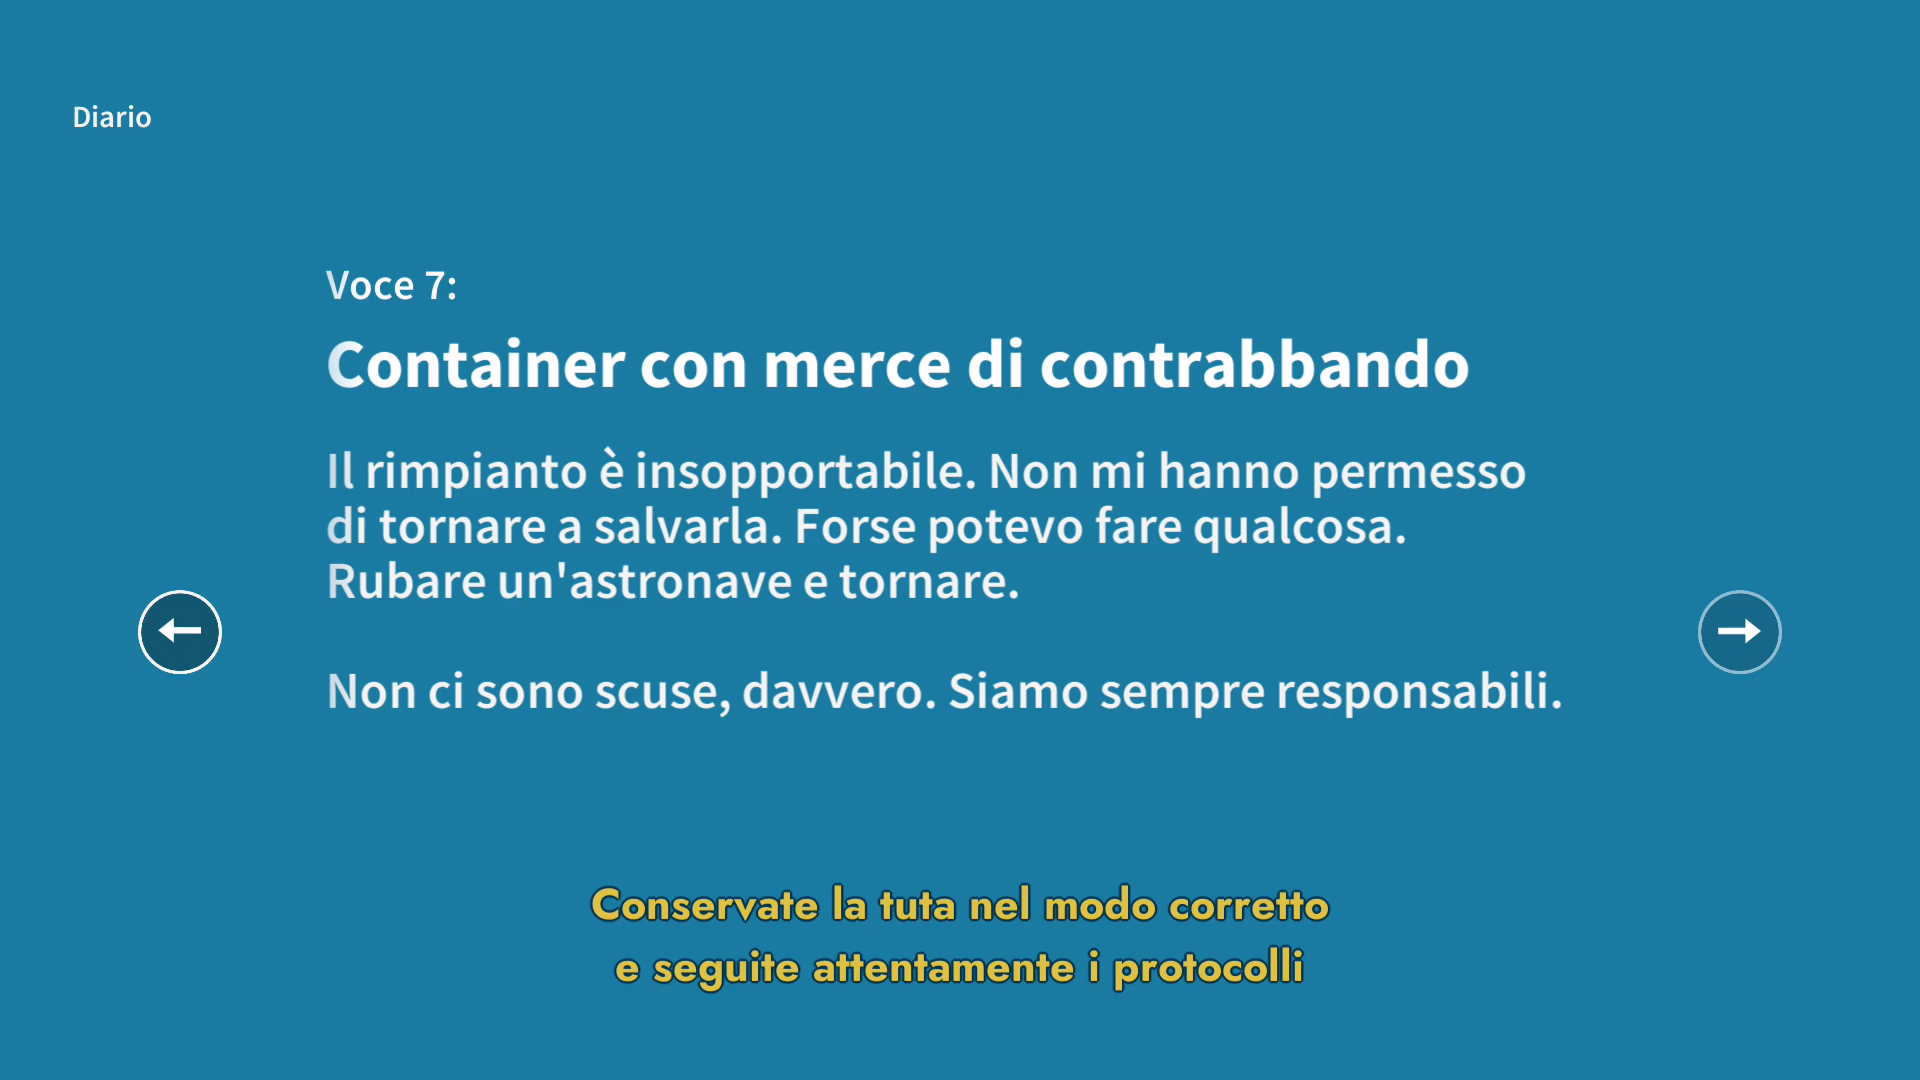 Diario
Voce 7:
Container con merce di contrabbando
Il rimpianto è insopportabile. Non mi hanno permesso
di tornare a salvarla. Forse potevo fare qualcosa.
Rubare un'astronave e tornare.
Non ci sono scuse, davvero. Siamo sempre responsabili.
Conservate la tuta nel modo corretto
e seguite attentamente i protocolli